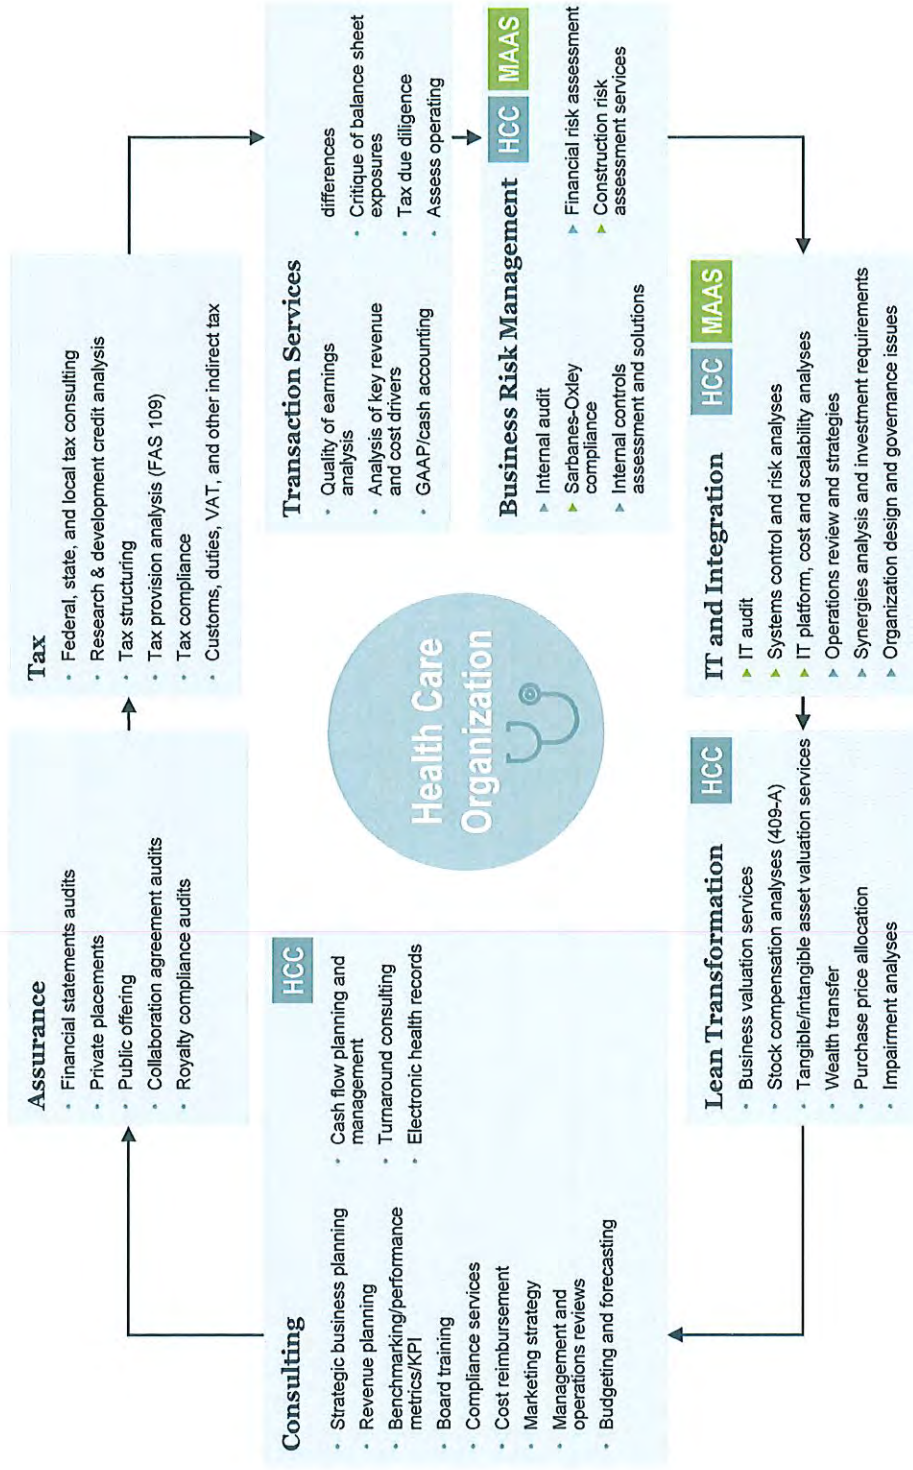 Assurance
Financial statements audits
Private placements
Public offering
Collaboration agreement audits
Royalty compliance audits
Tax
Federal, state, and local tax consulting
Research & development credit analysis
Tax structuring
Tax provision analysis (FAS 109)
Tax compliance
Customs, duties, VAT, and other indirect tax
Consulting
HCC
Strategic business planning
Revenue planning
Benchmarking/performance
metrics/KPI
Board training
Compliance services
Cost reimbursement
Marketing strategy
Management and
operations reviews
Budgeting and forecasting
Cash flow planning and
management
Turnaround consulting
Electronic health records
Health Care
Organization
Transaction Services
Quality of earnings
analysis
Analysis of key revenue
and cost drivers
GAAP/cash accounting
differences
Critique of balance sheet
exposures
Tax due diligence
Assess operating
Business Risk Management
HCC
MAAS
Internal audit
Sarbanes-Oxley
compliance
Internal controls
assessment and solutions
Financial risk assessment
Construction risk
assessment services
Lean Transformation
HCC
Business valuation services
Stock compensation analyses (409-A)
Tangible/intangible asset valuation services
Wealth transfer
Purchase price allocation
Impairment analyses
IT and Integration
HCC
MAAS
IT audit
Systems control and risk analyses
IT platform, cost and scalability analyses
Operations review and strategies
Synergies analysis and investment requirements
Organization design and governance issues